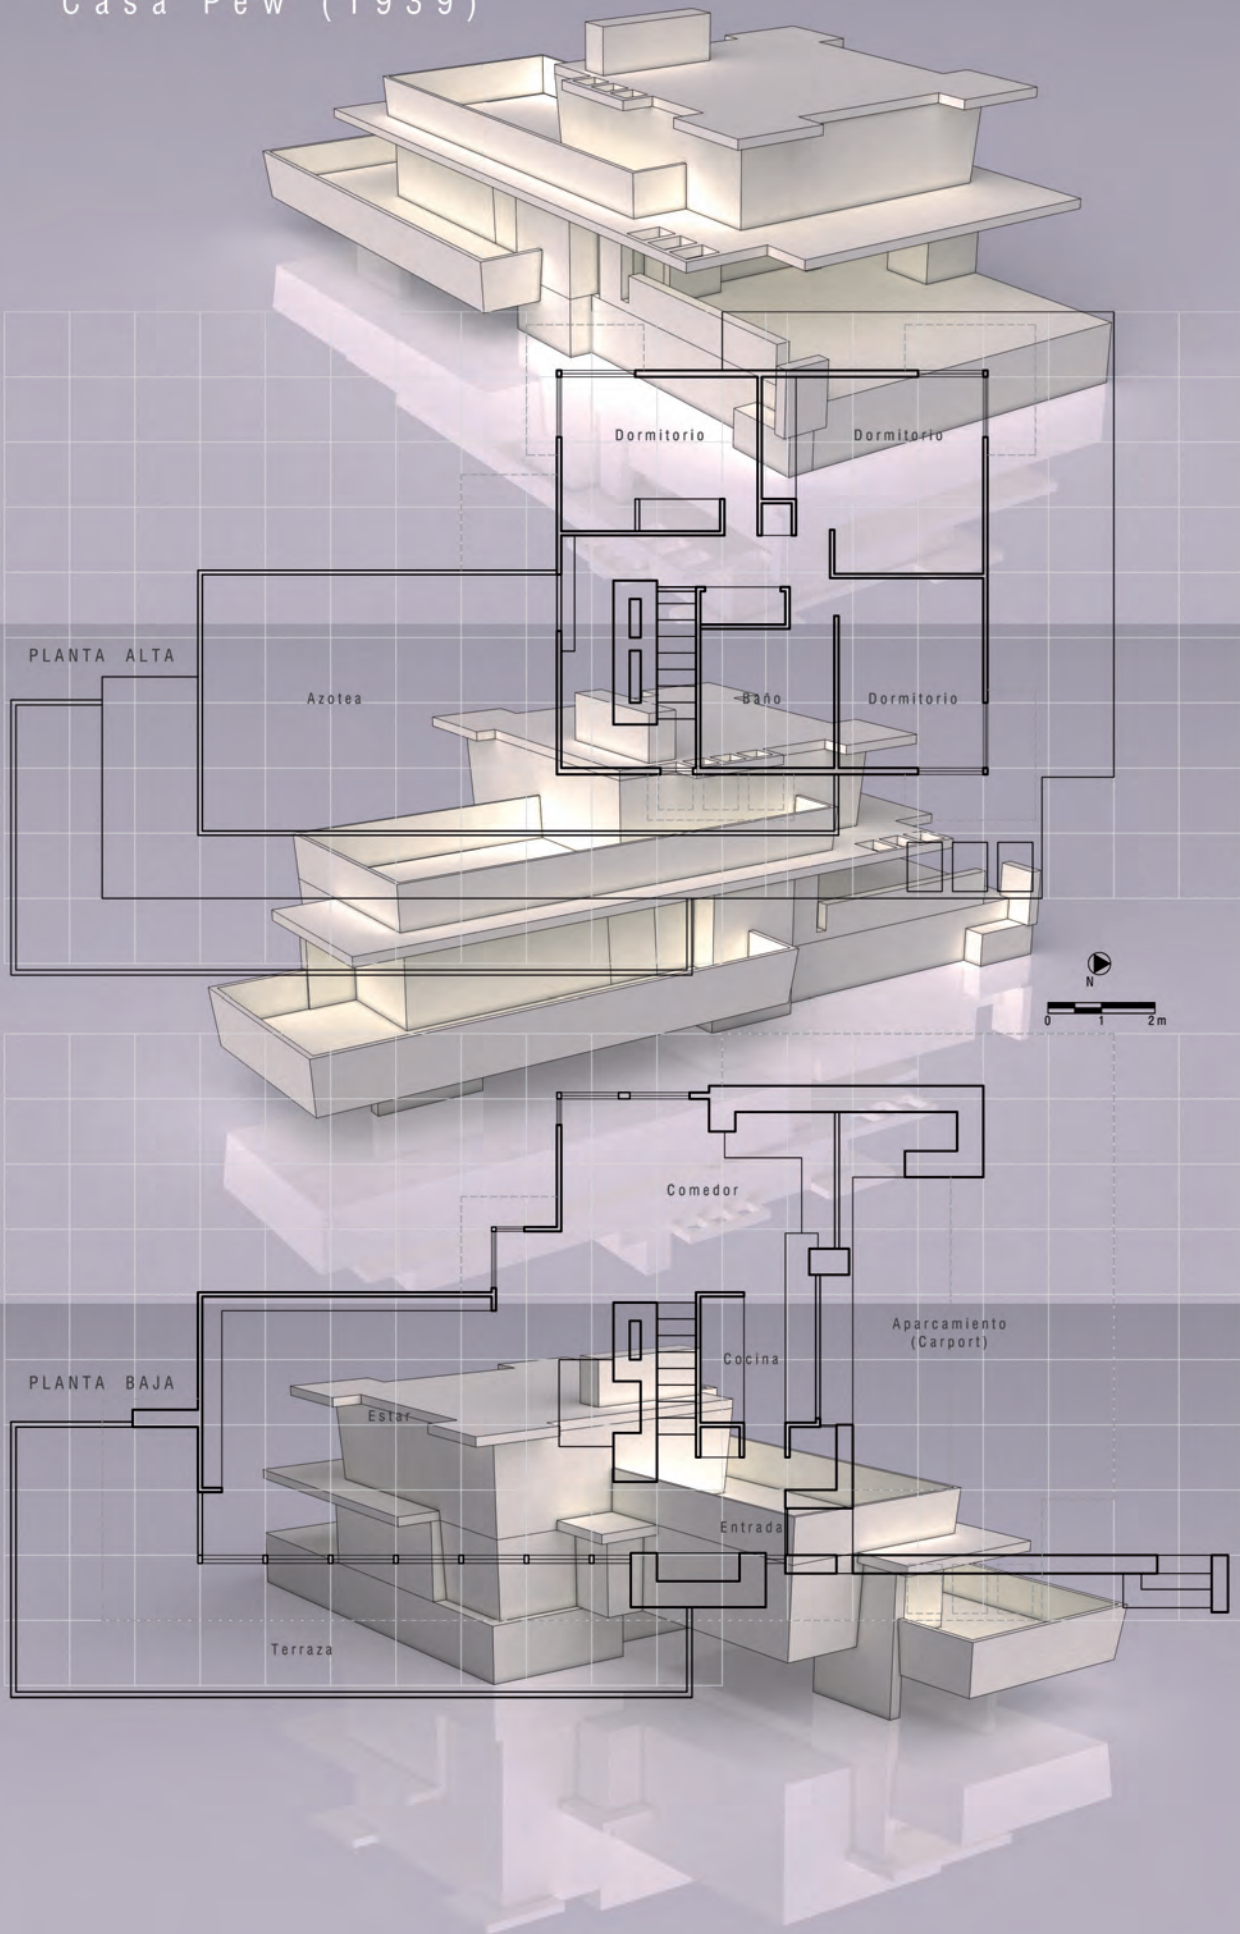 Casa Pew (1939)
Dormitorio
Dormitorio
PLANTA ALTA
Azotea
Baño
Dormitorio
N
0 1 2m
Comedor
Aparcamiento
(Carport)
Cocina
PLANTA BAJA
Estar
Entrada
Terraza